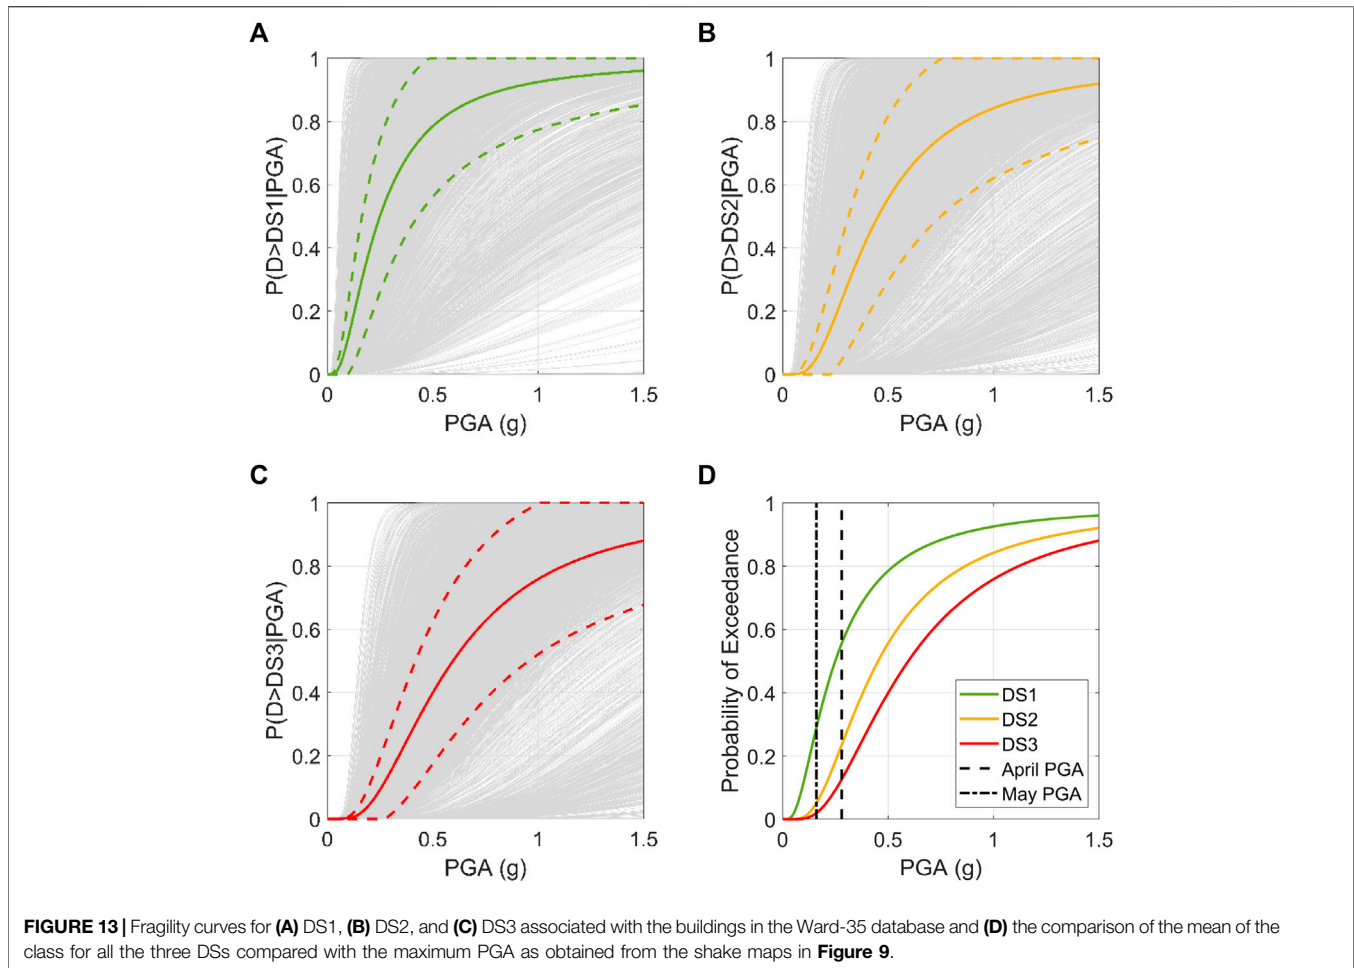 A
1
0.8
0.6
0.4
0.2
0
P(D>DS1|PGA)
0 0.5 1 1.5
PGA (g)
B
1
0.8
0.6
0.4
0.2
0
P(D>DS2|PGA)
0 0.5 1 1.5
PGA (g)
C
1
0.8
0.6
0.4
0.2
0
P(D>DS3|PGA)
0 0.5 1 1.5
PGA (g)
D
1
0.8
0.6
0.4
0.2
0
Probability of Exceedance
DS1
DS2
DS3
April PGA
May PGA
0 0.5 1 1.5
PGA (g)
FIGURE 13 | Fragility curves for (A) DS1, (B) DS2, and (C) DS3 associated with the buildings in the Ward-35 database and (D) the comparison of the mean of the
class for all the three DSs compared with the maximum PGA as obtained from the shake maps in Figure 9.